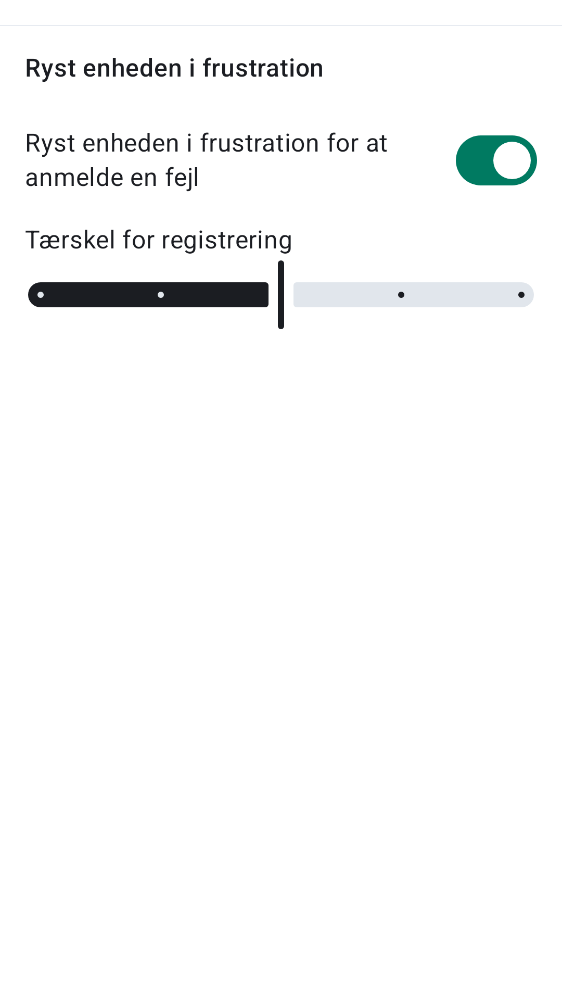 Ryst enheden i frustration
Ryst enheden i frustration for at
anmelde en fejl
Tærskel for registrering